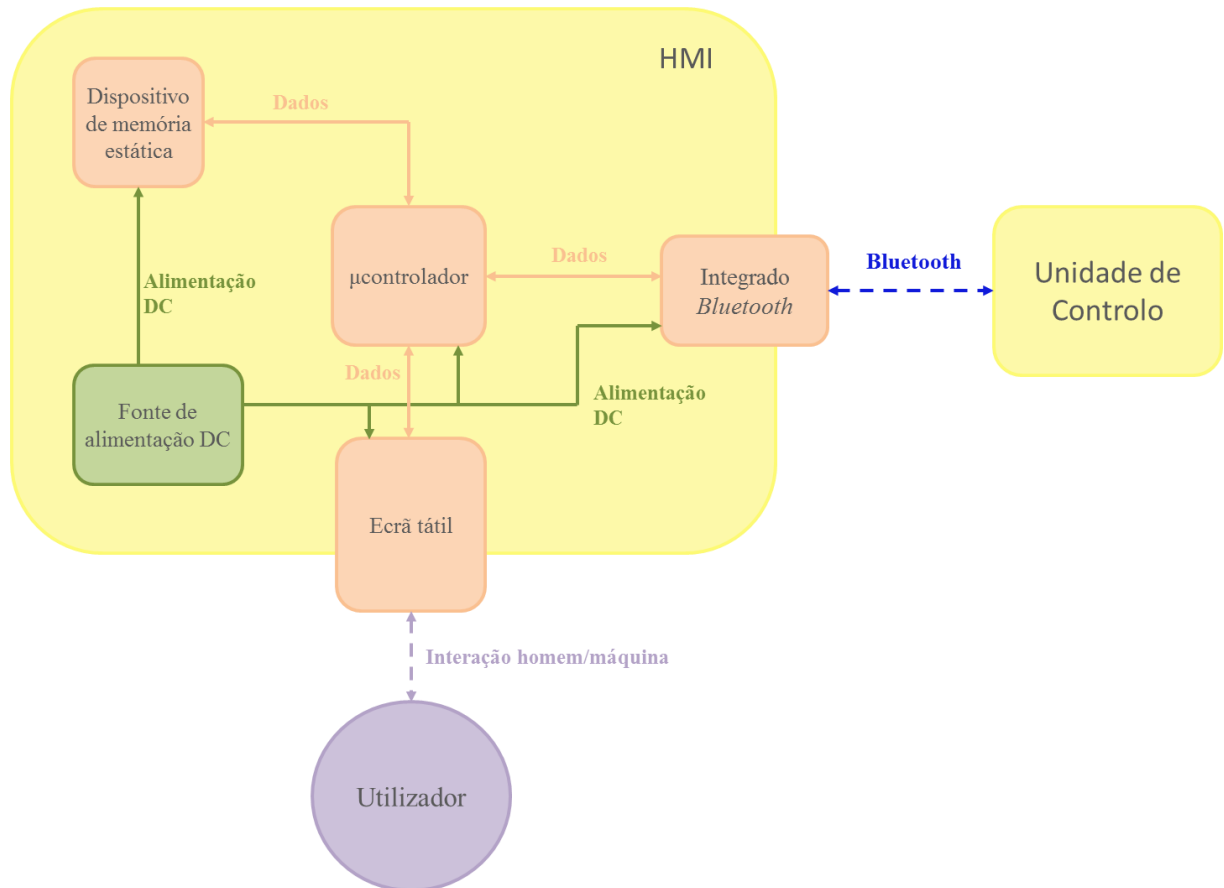 HMI
Dispositivo
de memória
estática
Dados
µcontrolador
Dados
Integrado
Bluetooth
Bluetooth
Unidade de
Controlo
Alimentação
DC
Dados
Fonte de
alimentação DC
Alimentação
DC
Ecrã tátil
Interação homem/máquina
Utilizador